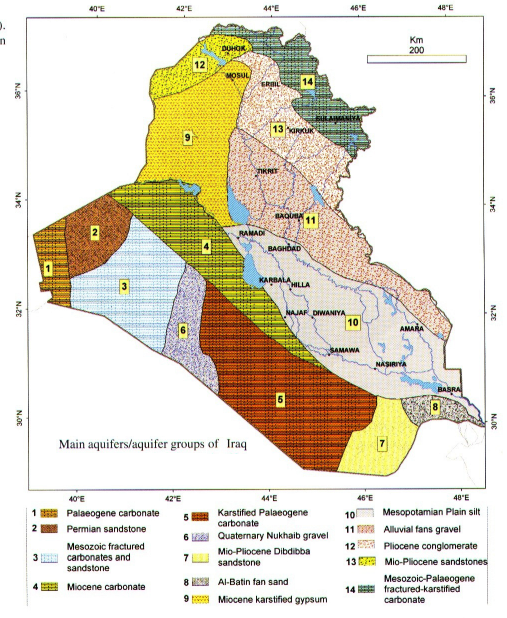 ).
n
40°E
42°E
44°E
46°E
48°E
Km
200
DUHOK
12
MOSUL
ERBIL
14
36°N
36°N
SULAIMANIYA
9
13
KIRKUK
TIKRIT
34°N
34°N
BAQUBA
11
2
RAMADI
4
BAGHDAD
1
3
KARBALA
HILLA
32°N
32°N
NAJAF
DIWANIYA
10
6
AMARA
SAMAWA
NASIRIYA
BASRA
5
8
30°N
30°N
7
Main aquifers/aquifer groups of Iraq
40°E
42°E
44°E
46°E
48°E
1 Palaeogene carbonate
2 Permian sandstone
3 Mesozoic fractured
carbonates and
sandstone
4 Miocene carbonate
5 Karstified Palaeogene
carbonate
6 Quaternary Nukhaib gravel
7 Mio-Pliocene Dibdibba
sandstone
8 Al-Batin fan sand
9 Miocene karstified gypsum
10 Mesopotamian Plain silt
11 Alluvial fans gravel
12 Pliocene conglomerate
13 Mio-Pliocene sandstones
14 Mesozoic-Palaeogene
fractured-karstified
carbonate